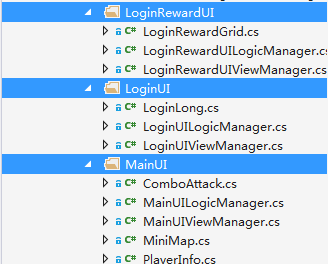 LoginRewardUI
C# LoginRewardGrid.cs
C# LoginRewardUILogicManager.cs
C# LoginRewardUIViewManager.cs
LoginUI
C# LoginLong.cs
C# LoginUILogicManager.cs
C# LoginUIViewManager.cs
MainUI
C# ComboAttack.cs
C# MainUILogicManager.cs
C# MainUIViewManager.cs
C# MiniMap.cs
C# PlayerInfo.cs